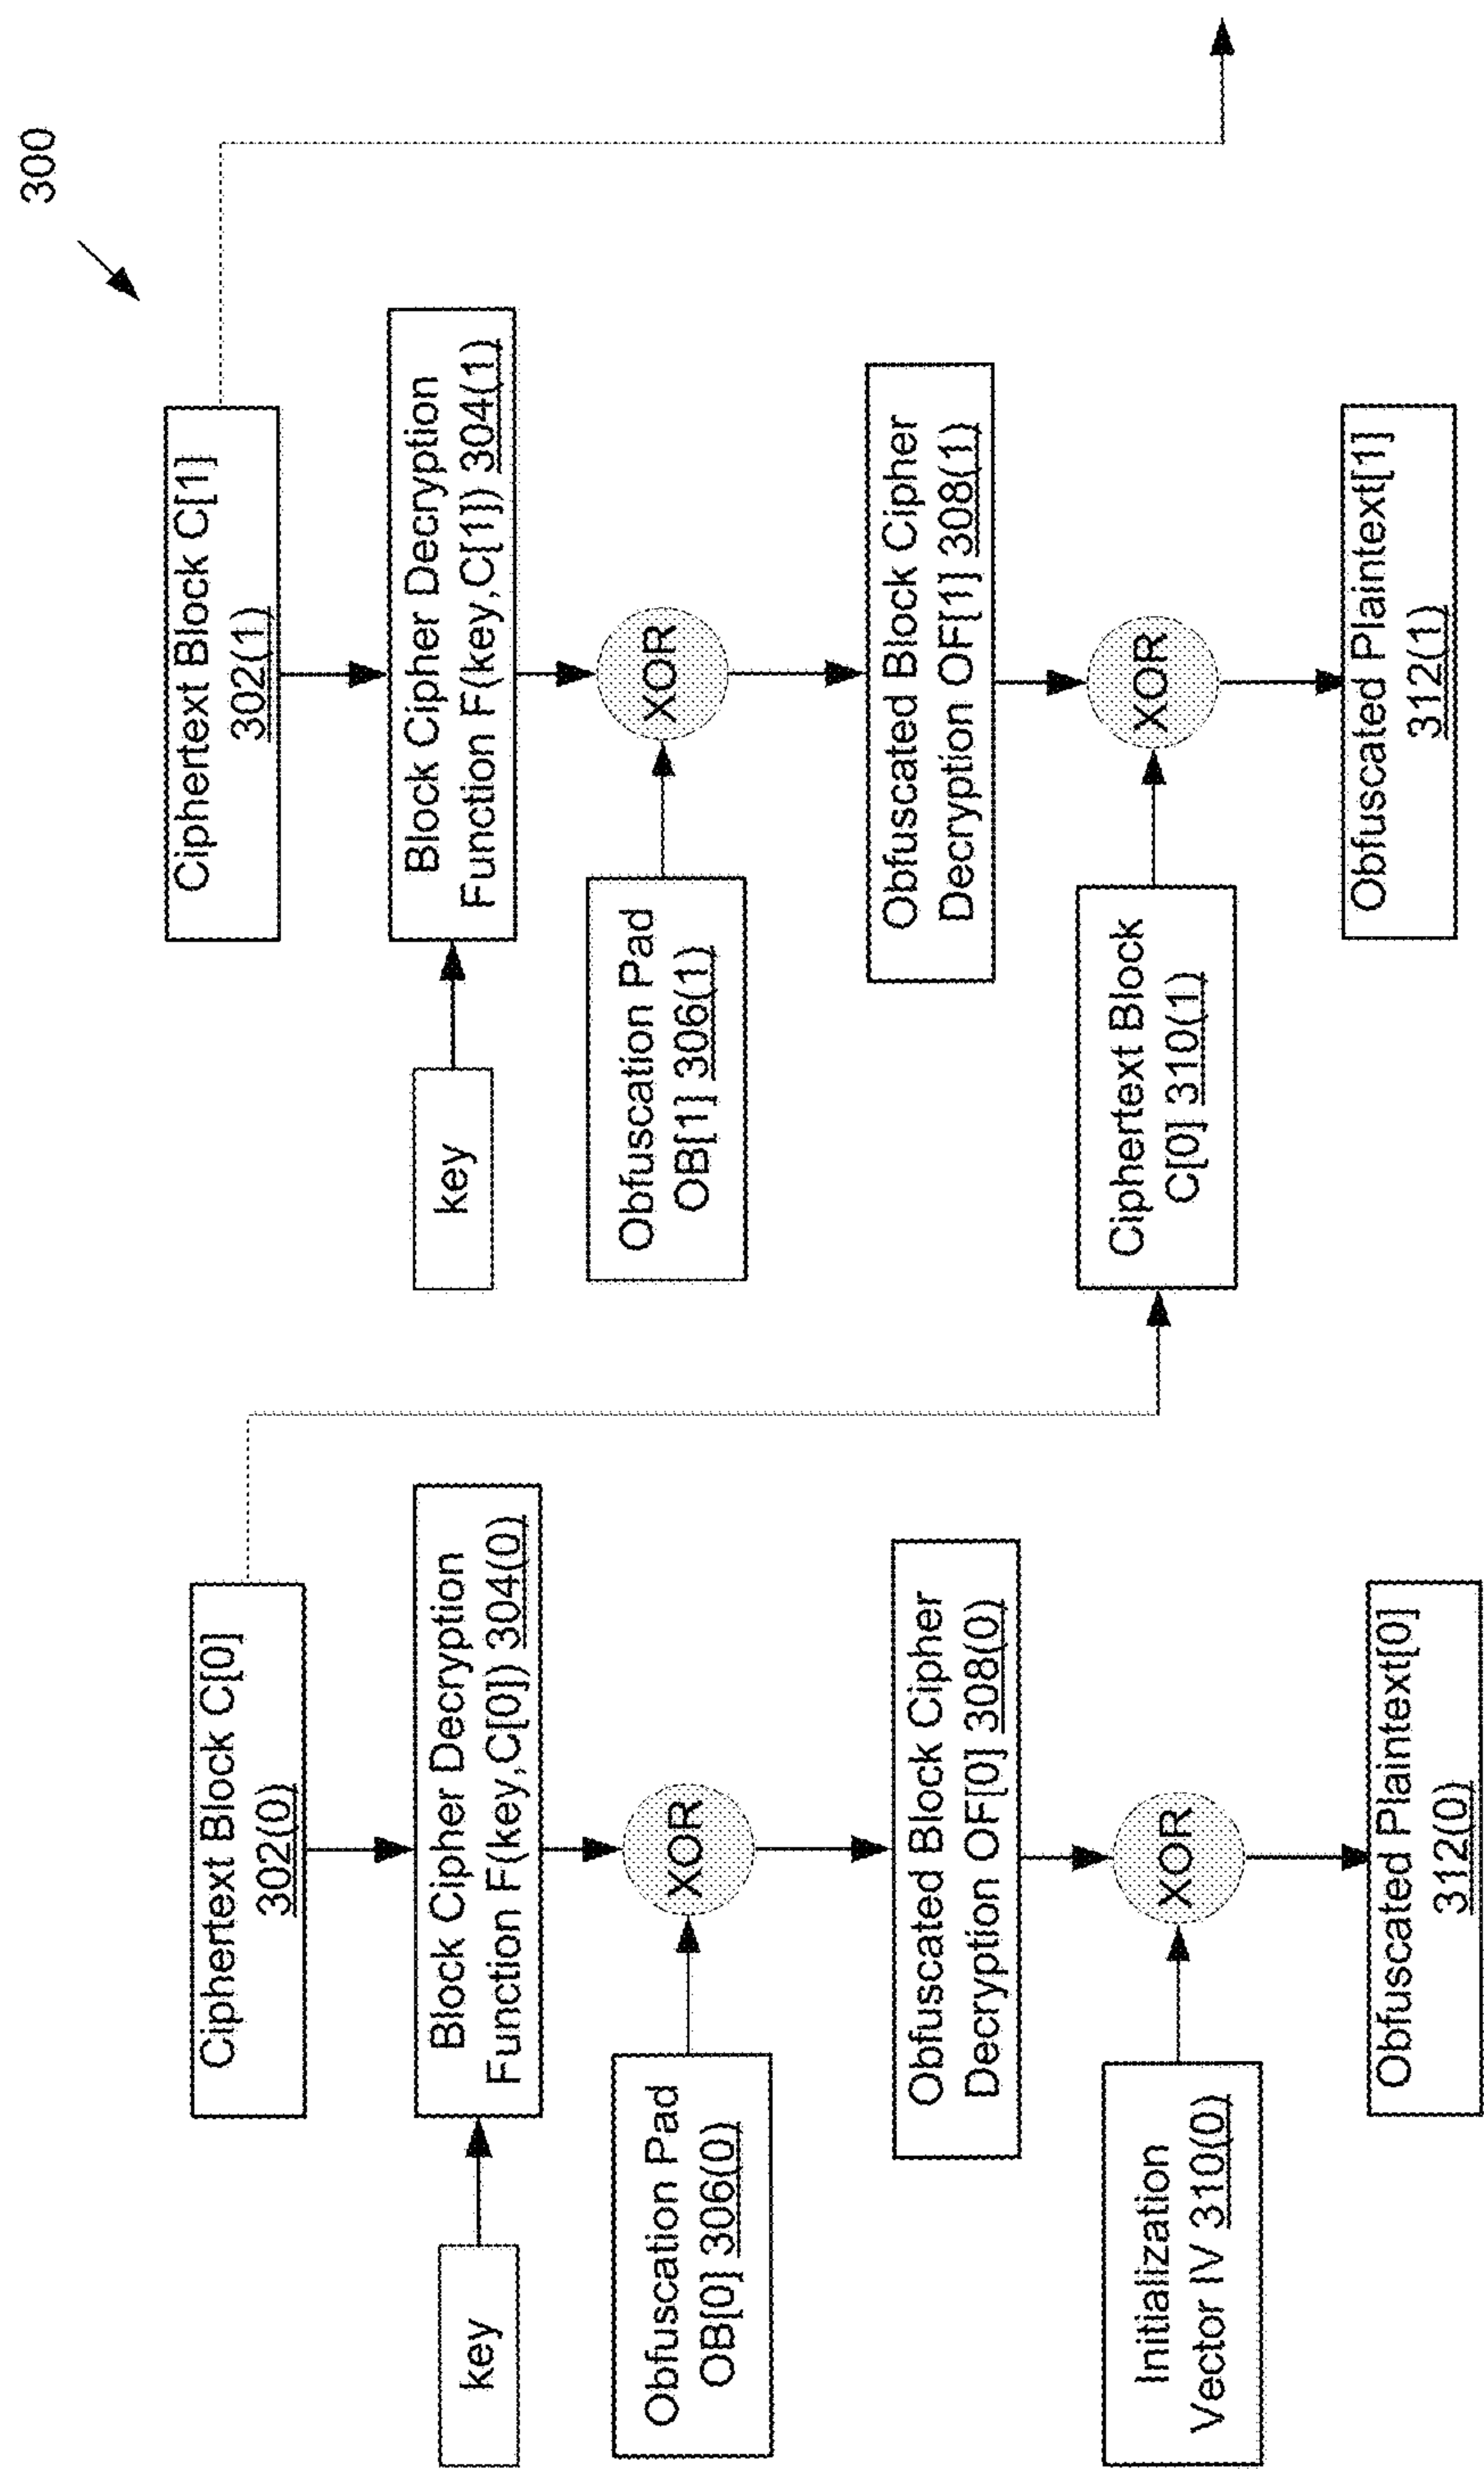 300
Ciphertext Block C[0]
302(0)
key
Block Cipher Decryption
Function F(key,C[0]) 304(0)
Obfuscation Pad
OB[0] 306(0)
XOR
Obfuscated Block Cipher
Decryption OF[0] 308(0)
Initialization
Vector IV 310(0)
XOR
Obfuscated Plaintext[0]
312(0)
Ciphertext Block C[1]
302(1)
key
Block Cipher Decryption
Function F(key,C[1]) 304(1)
Obfuscation Pad
OB[1] 306(1)
XOR
Obfuscated Block Cipher
Decryption OF[1] 308(1)
Ciphertext Block
C[0] 310(1)
XOR
Obfuscated Plaintext[1]
312(1)